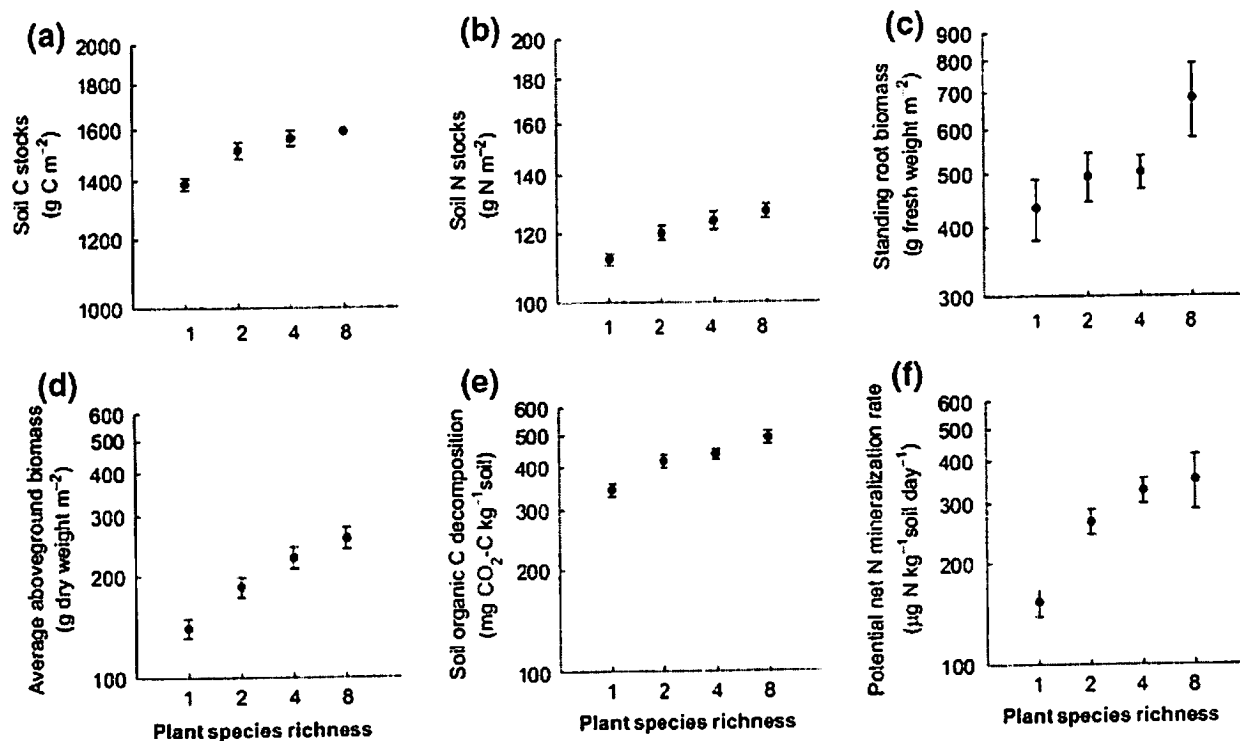 (a)
Soil C stocks
(g C m⁻²)
2000
1800
1600
1400
1200
1000
1 2 4 8
(b)
Soil N stocks
(g N m⁻²)
200
180
160
140
120
100
1 2 4 8
(c)
Standing root biomass
(g fresh weight m⁻²)
900
800
700
600
500
400
300
1 2 4 8
(d)
Average aboveground biomass
(g dry weight m⁻²)
600
500
400
300
200
100
1 2 4 8
Plant species richness
(e)
Soil organic C decomposition
(mg CO₂-C kg⁻¹soil)
600
500
400
300
200
100
1 2 4 8
Plant species richness
(f)
Potential net N mineralization rate
(µg N kg⁻¹soil day⁻¹)
600
500
400
300
200
100
1 2 4 8
Plant species richness